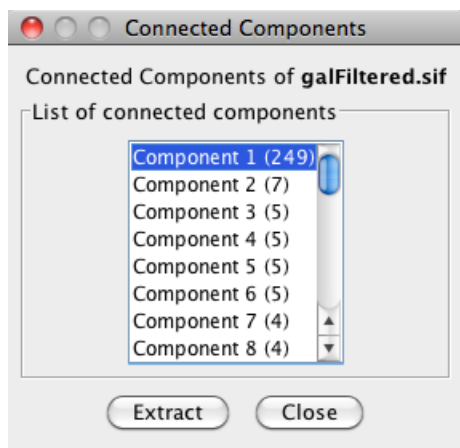 Connected Components
Connected Components of galFiltered.sif
List of connected components
Component 1 (249)
Component 2 (7)
Component 3 (5)
Component 4 (5)
Component 5 (5)
Component 6 (5)
Component 7 (4)
Component 8 (4)
Extract Close